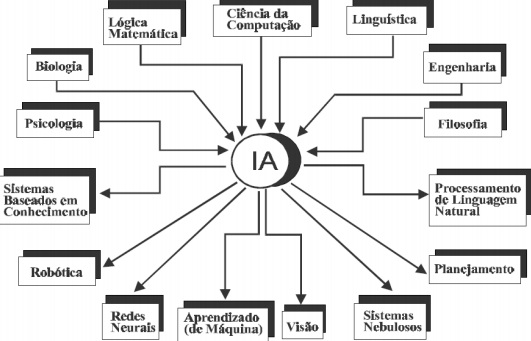 Lógica
Matemática
Ciência da
Computação
Linguística
Biologia
Engenharia
Psicologia
Filosofia
IA
Sistemas
Baseados em
Conhecimento
Processamento
de Linguagem
Natural
Robótica
Planejamento
Redes
Neurais
Aprendizado
(de Máquina)
Visão
Sistemas
Nebulosos